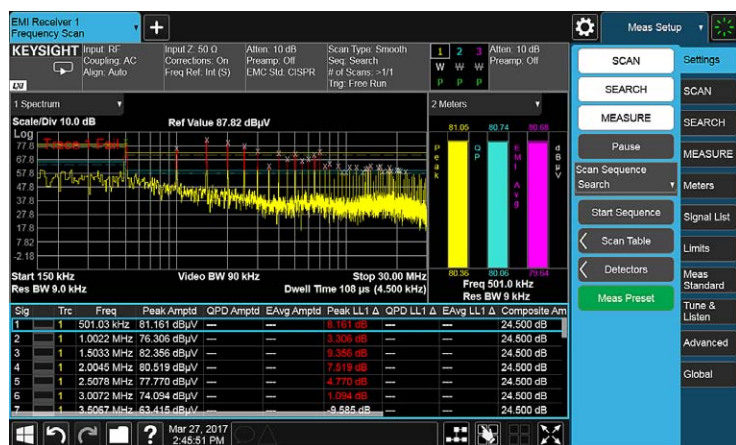 EMI Receiver 1
Frequency Scan
Meas Setup
KEYSIGHT
Input: RF
Coupling: AC
Align: Auto
Input Z: 50 Ω
Corrections: On
Freq Ref: Int (S)
Atten: 10 dB
Preamp: Off
EMC Std: CISPR
Scan Type: Smooth
Seq: Search
# of Scans: >1/1
Trig: Free Run
1 2 3
W W W
P P P
Atten: 10 dB
Preamp: Off
LXI
1 Spectrum
Scale/Div 10.0 dB
Ref Value 87.82 dBµV
Log
Trace 1 Fail
77.8
67.8
57.8
47.8
37.8
27.8
17.8
7.82
-2.18
Start 150 kHz
Res BW 9.0 kHz
Video BW 90 kHz
Stop 30.00 MHz
Dwell Time 108 µs (4.500 kHz)
2 Meters
81.05 80.74 80.68
Peak
QP
EMI Avg
dBµV
80.36 80.05 79.64
Freq 501.0 kHz
Res BW 9 kHz
Sig Trc Freq Peak Amptd QPD Amptd EAvg Amptd Peak LL1 Δ QPD LL1 Δ EAvg LL1 Δ Composite Am
1 1 501.03 kHz 81.161 dBµV --- --- 8.161 dB --- --- 24.500 dB
2 1 1.0022 MHz 76.306 dBµV --- --- 3.306 dB --- --- 24.500 dB
3 1 1.5033 MHz 82.356 dBµV --- --- 9.356 dB --- --- 24.500 dB
4 1 2.0045 MHz 80.519 dBµV --- --- 7.519 dB --- --- 24.500 dB
5 1 2.5078 MHz 77.770 dBµV --- --- 4.770 dB --- --- 24.500 dB
6 1 3.0072 MHz 74.094 dBµV --- --- 1.094 dB --- --- 24.500 dB
7 1 3.5067 MHz 63.415 dBµV --- --- -9.585 dB --- --- 24.500 dB
Mar 27, 2017
2:45:51 PM
SCAN
SEARCH
MEASURE
Pause
Scan Sequence
Search
Start Sequence
Scan Table
Detectors
Meas Preset
Settings
SCAN
SEARCH
MEASURE
Meters
Signal List
Limits
Meas
Standard
Tune &
Listen
Advanced
Global